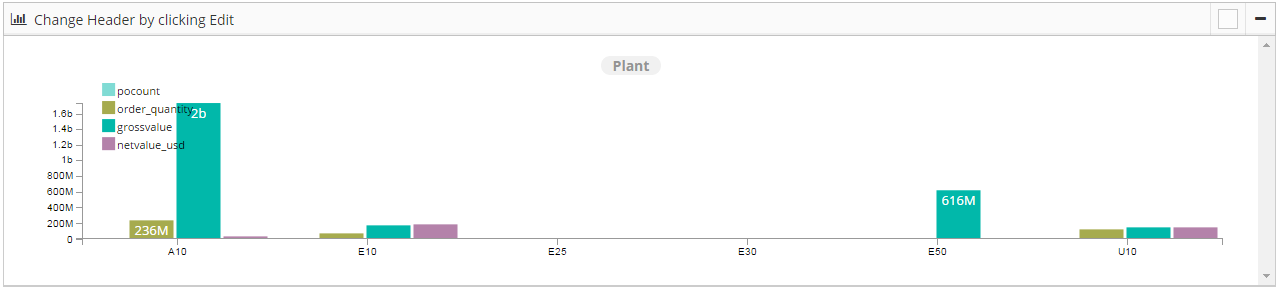 Change Header by clicking Edit
Plant
pocount
order_quantity
grossvalue
netvalue_usd
1.6b
1.4b
1.2b
1b
800M
600M
400M
200M
0
236M
2b
616M
A10
E10
E25
E30
E50
U10